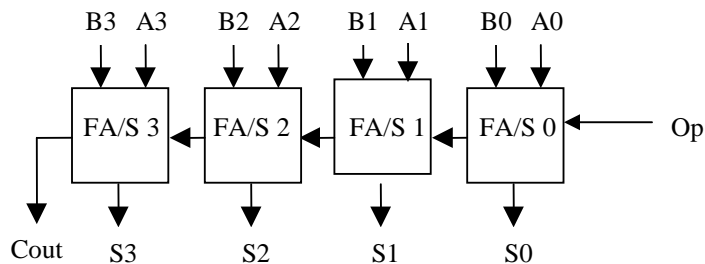 B3 A3 B2 A2 B1 A1 B0 A0
FA/S 3 FA/S 2 FA/S 1 FA/S 0 Op
Cout S3 S2 S1 S0